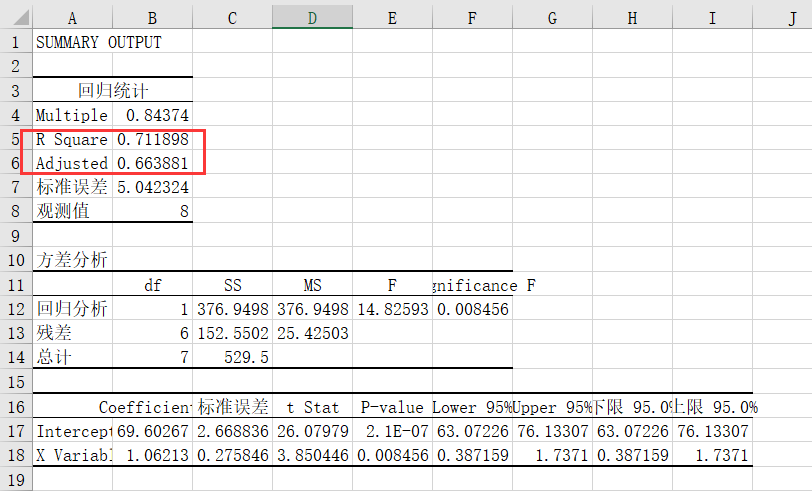 A B C D E F G H I J
1 SUMMARY OUTPUT
2
3 回归统计
4 Multiple 0.84374
5 R Square 0.711898
6 Adjusted 0.663881
7 标准误差 5.042324
8 观测值 8
9
10 方差分析
11 df SS MS F gnificance F
12 回归分析 1 376.9498 376.9498 14.82593 0.008456
13 残差 6 152.5502 25.42503
14 总计 7 529.5
15
16 Coefficien 标准误差 t Stat P-value Lower 95% Upper 95% 下限 95.0% 上限 95.0%
17 Intercept 69.60267 2.668836 26.07979 2.1E-07 63.07226 76.13307 63.07226 76.13307
18 X Variabl 1.06213 0.275846 3.850446 0.008456 0.387159 1.7371 0.387159 1.7371
19